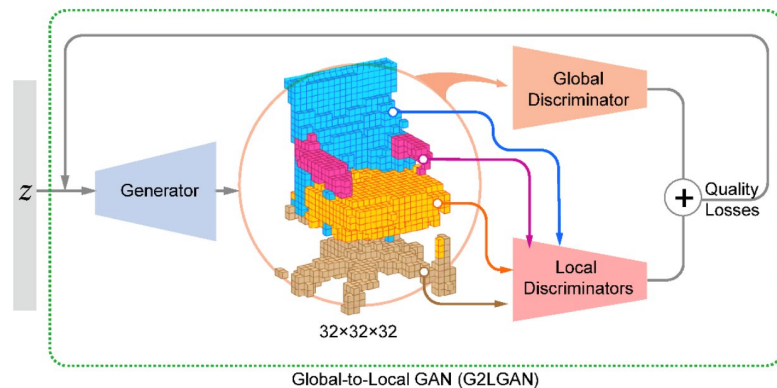 Global
Discriminator
z
Generator
+
Quality
Losses
Local
Discriminators
32×32×32
Global-to-Local GAN (G2LGAN)